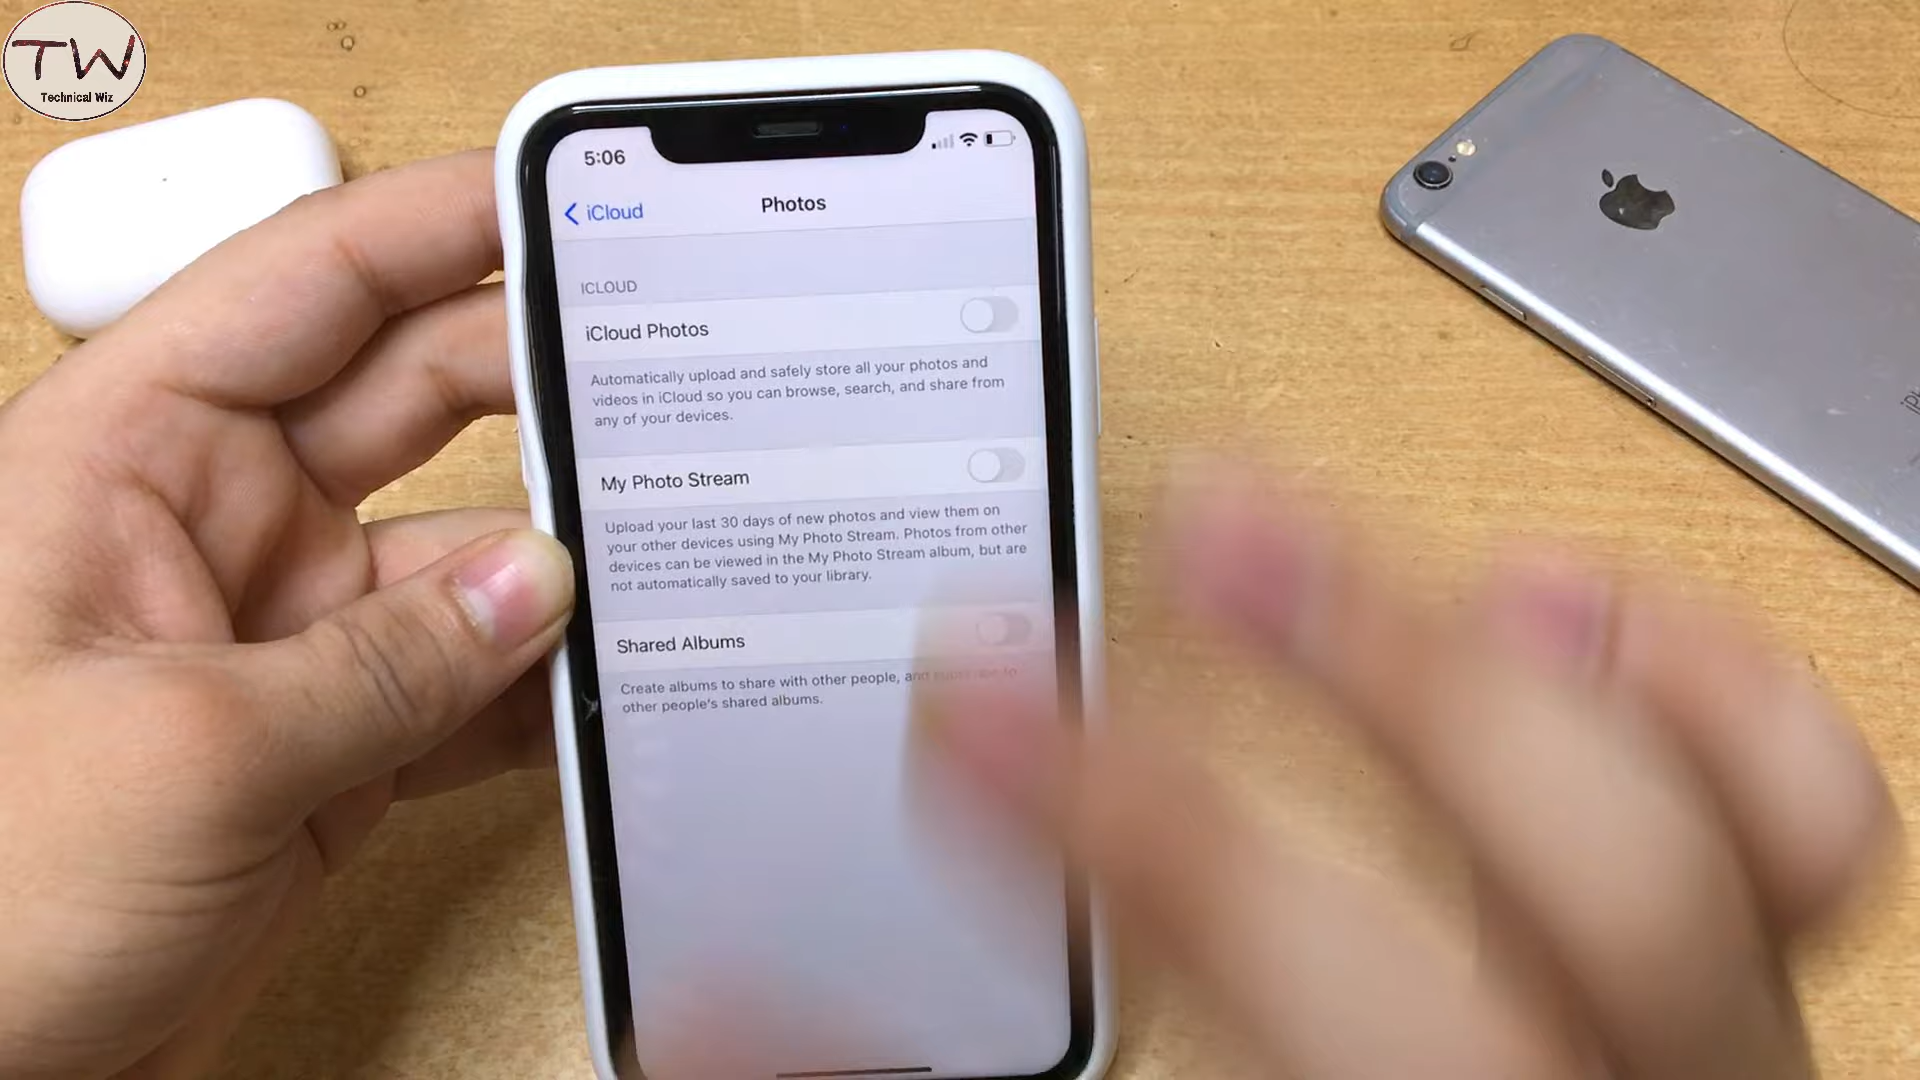 TW
Technical Wiz
5:06
iCloud
Photos
ICLOUD
iCloud Photos
Automatically upload and safely store all your photos and
videos in iCloud so you can browse, search, and share from
any of your devices.
My Photo Stream
Upload your last 30 days of new photos and view them on
your other devices using My Photo Stream. Photos from other
devices can be viewed in the My Photo Stream album, but are
not automatically saved to your library.
Shared Albums
Create albums to share with other people, and subscribe to
other people's shared albums.